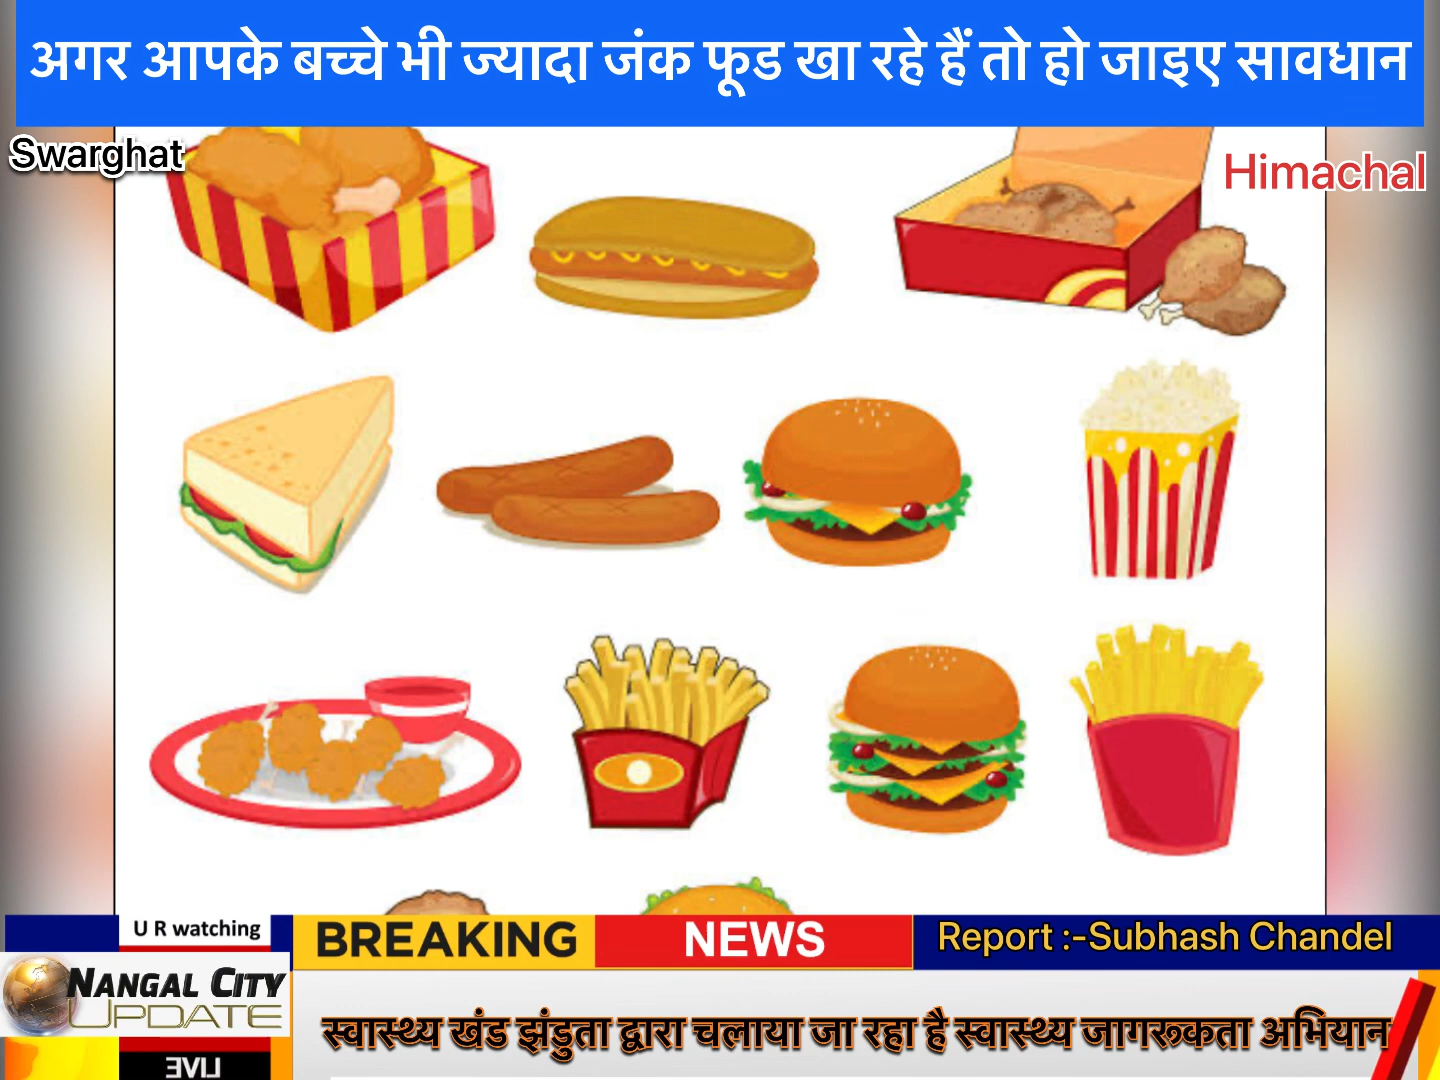 अगर आपके बच्चे भी ज्यादा जंक फूड खा रहे हैं तो हो जाइए सावधान
Swarghat
Himachal
U R watching
BREAKING NEWS
Report :-Subhash Chandel
NANGAL CITY
UPDATE
स्वास्थ्य खंड झंडुता द्वारा चलाया जा रहा है स्वास्थ्य जागरूकता अभियान
LIVE